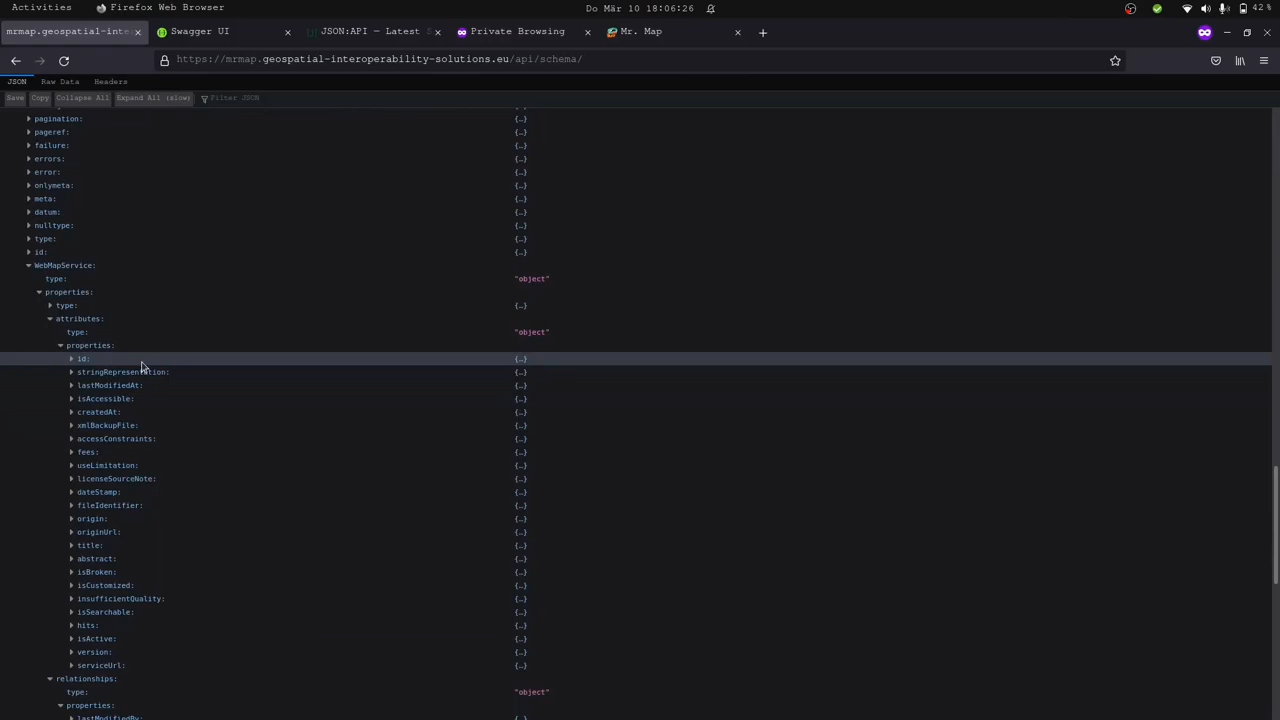 Activities Firefox Web Browser Do Mär 10 18:06:26 42 %
mrmap.geospatial-inte Swagger UI JSON:API — Latest Private Browsing Mr. Map
https://mrmap.geospatial-interoperability-solutions.eu/api/schema/
JSON Raw Data Headers
Save Copy Collapse All Expand All (slow) Filter JSON
pagination: {…}
pageref: {…}
failure: {…}
errors: {…}
error: {…}
onlymeta: {…}
meta: {…}
datum: {…}
nulltype: {…}
type: {…}
id: {…}
WebMapService:
type: "object"
properties:
type: {…}
attributes:
type: "object"
properties:
id: {…}
stringRepresentation: {…}
lastModifiedAt: {…}
isAccessible: {…}
createdAt: {…}
xmlBackupFile: {…}
accessConstraints: {…}
fees: {…}
useLimitation: {…}
licenseSourceNote: {…}
dateStamp: {…}
fileIdentifier: {…}
origin: {…}
originUrl: {…}
title: {…}
abstract: {…}
isBroken: {…}
isCustomized: {…}
insufficientQuality: {…}
isSearchable: {…}
hits: {…}
isActive: {…}
version: {…}
serviceUrl: {…}
relationships:
type: "object"
properties:
lastModifiedBy: {…}